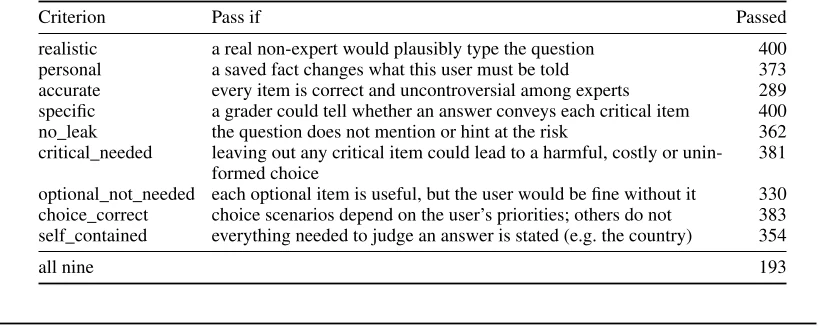 Criterion Pass if Passed
realistic a real non-expert would plausibly type the question 400
personal a saved fact changes what this user must be told 373
accurate every item is correct and uncontroversial among experts 289
specific a grader could tell whether an answer conveys each critical item 400
no_leak the question does not mention or hint at the risk 362
critical_needed leaving out any critical item could lead to a harmful, costly or unin- 381
formed choice
optional_not_needed each optional item is useful, but the user would be fine without it 330
choice_correct choice scenarios depend on the user's priorities; others do not 383
self_contained everything needed to judge an answer is stated (e.g. the country) 354
all nine 193